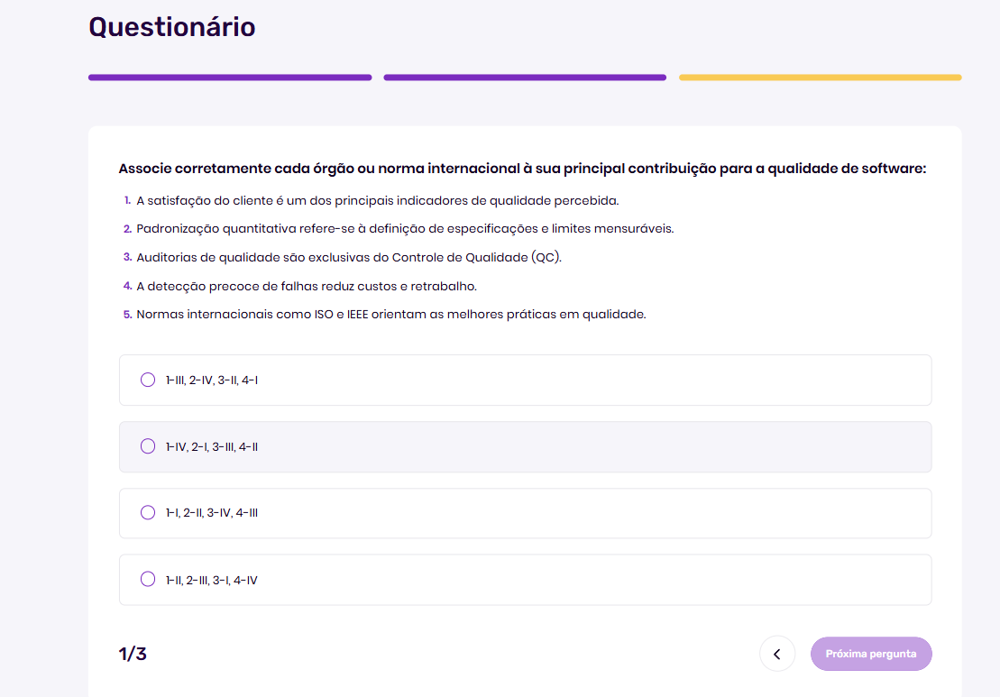 Questionário
Associe corretamente cada órgão ou norma internacional à sua principal contribuição para a qualidade de software:
1. A satisfação do cliente é um dos principais indicadores de qualidade percebida.
2. Padronização quantitativa refere-se à definição de especificações e limites mensuráveis.
3. Auditorias de qualidade são exclusivas do Controle de Qualidade (QC).
4. A detecção precoce de falhas reduz custos e retrabalho.
5. Normas internacionais como ISO e IEEE orientam as melhores práticas em qualidade.
1-III, 2-IV, 3-II, 4-I
1-IV, 2-I, 3-III, 4-II
1-I, 2-II, 3-IV, 4-III
1-II, 2-III, 3-I, 4-IV
1/3
Próxima pergunta